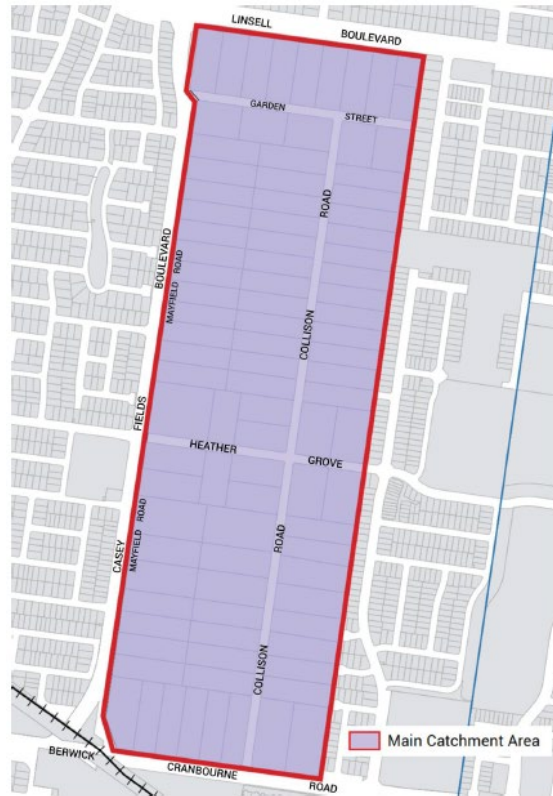 LINSELL BOULEVARD
GARDEN STREET
ROAD
BOULEVARD
MAYFIELD ROAD
COLLISON
FIELDS
HEATHER GROVE
MAYFIELD ROAD
ROAD
CASEY
COLLISON
Main Catchment Area
BERWICK
CRANBOURNE
ROAD